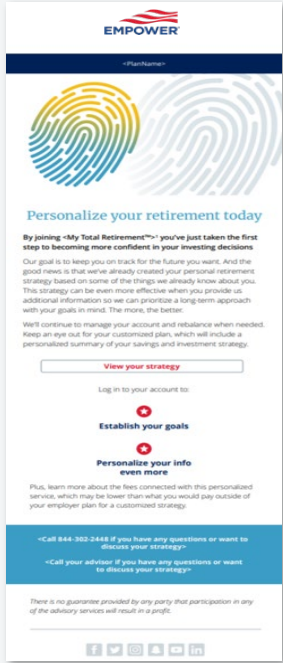 EMPOWER
<PlanName>
Personalize your retirement today
By joining <My Total Retirement™>¹ you've just taken the first
step to becoming more confident in your investing decisions
Our goal is to keep you on track for the future you want. And the
good news is that we've already created your personal retirement
strategy based on some of the things we already know about you.
This strategy can be even more effective when you provide us
additional information so we can prioritize a long-term approach
with your goals in mind. The more, the better.
We'll continue to manage your account and rebalance when needed.
Keep an eye out for your customized plan, which will include a
personalized summary of your savings and investment strategy.
View your strategy
Log in to your account to:
Establish your goals
Personalize your info
even more
Plus, learn more about the fees connected with this personalized
service, which may be lower than what you would pay outside of
your employer plan for a customized strategy.
<Call 844-302-2448 if you have any questions or want to
discuss your strategy>
<Call your advisor if you have any questions or want
to discuss your strategy>
There is no guarantee provided by any party that participation in any
of the advisory services will result in a profit.